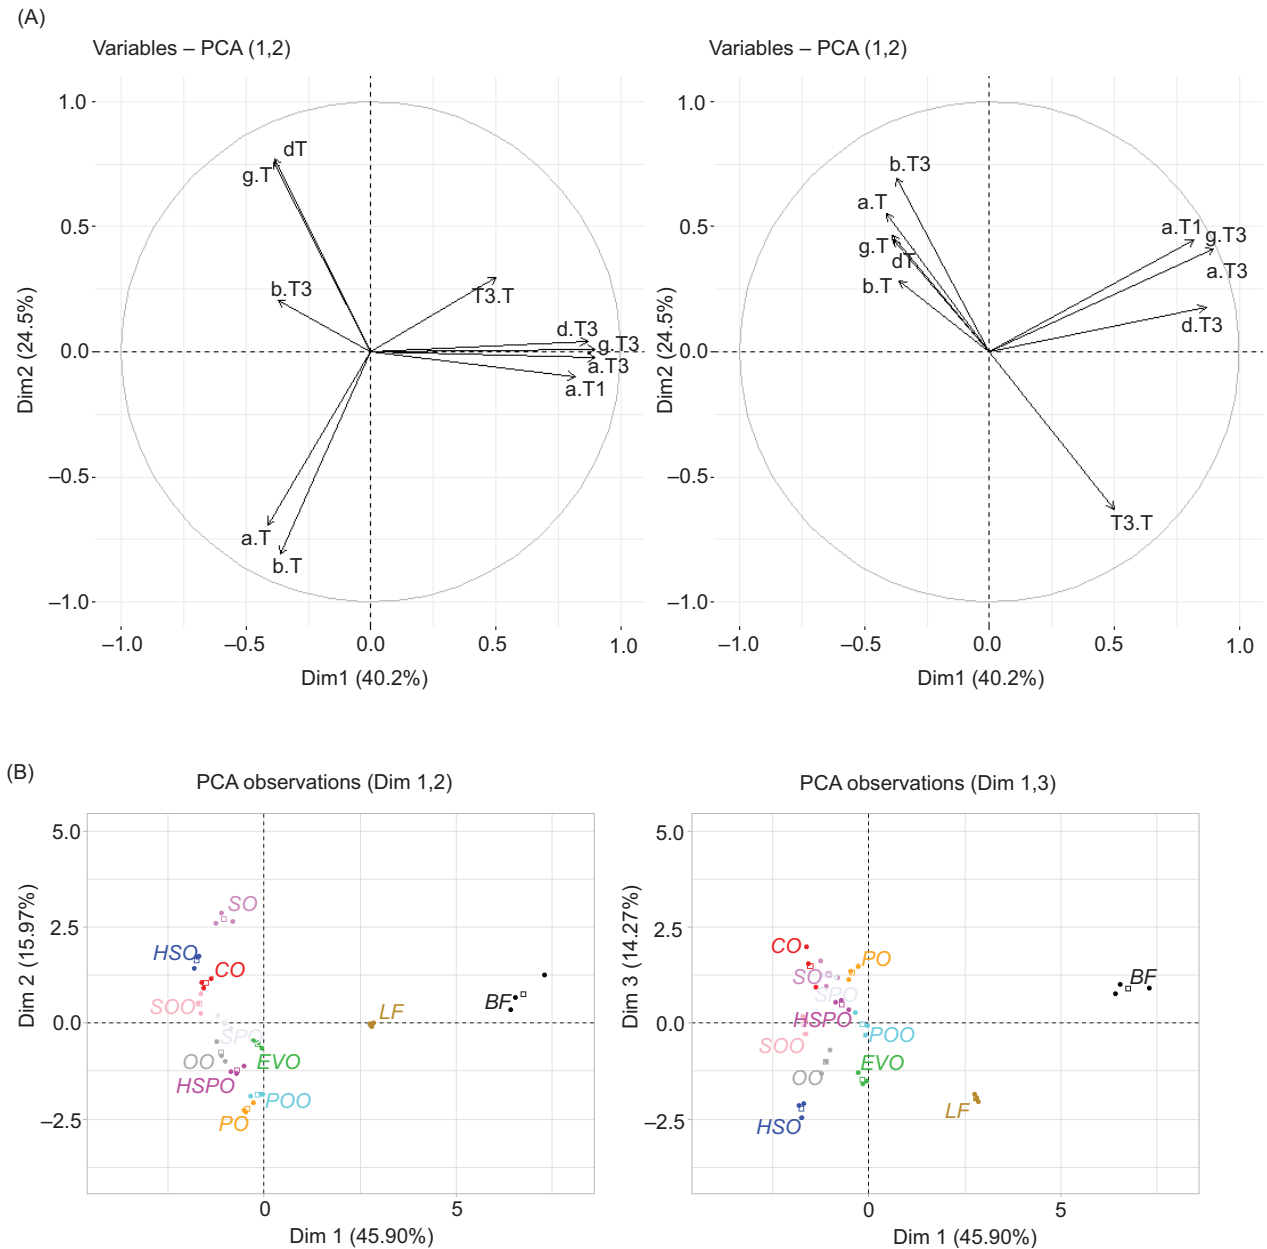 (A)
Variables – PCA (1,2)
1.0
0.5
0.0
–0.5
–1.0
Dim2 (24.5%)
dT
g.T
b.T3
T3.T
d.T3
g.T3
a.T3
a.T1
a.T
b.T
–1.0
–0.5
0.0
0.5
1.0
Dim1 (40.2%)
Variables – PCA (1,2)
1.0
0.5
0.0
–0.5
–1.0
Dim2 (24.5%)
b.T3
a.T
g.T
dT
b.T
a.T1
g.T3
a.T3
d.T3
T3.T
–1.0
–0.5
0.0
0.5
1.0
Dim1 (40.2%)
(B)
PCA observations (Dim 1,2)
5.0
2.5
0.0
–2.5
Dim 2 (15.97%)
SO
HSO
CO
SOO
BF
LF
SPO
OO
EVO
HSPO
POO
PO
0
5
Dim 1 (45.90%)
PCA observations (Dim 1,3)
5.0
2.5
0.0
–2.5
Dim 3 (14.27%)
CO
PO
SO
BF
SPO
HSPO
POO
SOO
EVO
OO
LF
HSO
0
5
Dim 1 (45.90%)